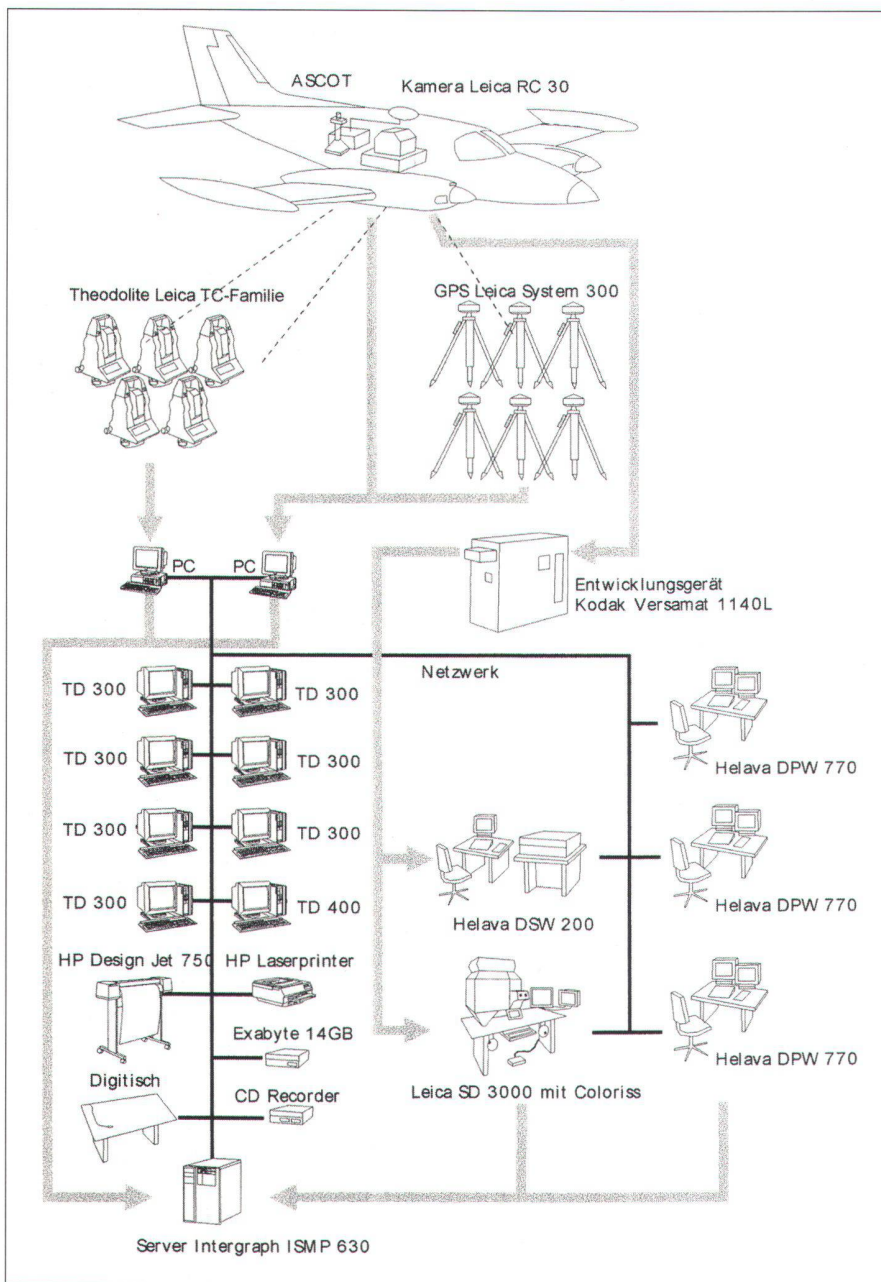 ASCOT
Kamera Leica RC 30
Theodolite Leica TC-Familie
GPS Leica System 300
PC
PC
Entwicklungsgerät
Kodak Versamat 1140L
Netzwerk
TD 300
TD 300
TD 300
TD 300
TD 300
TD 300
TD 300
TD 400
Helava DPW 770
Helava DPW 770
Helava DSW 200
HP Design Jet 750
HP Laserprinter
Exabyte 14GB
Helava DPW 770
Leica SD 3000 mit Coloriss
Digitisch
CD Recorder
Server Intergraph ISMP 630